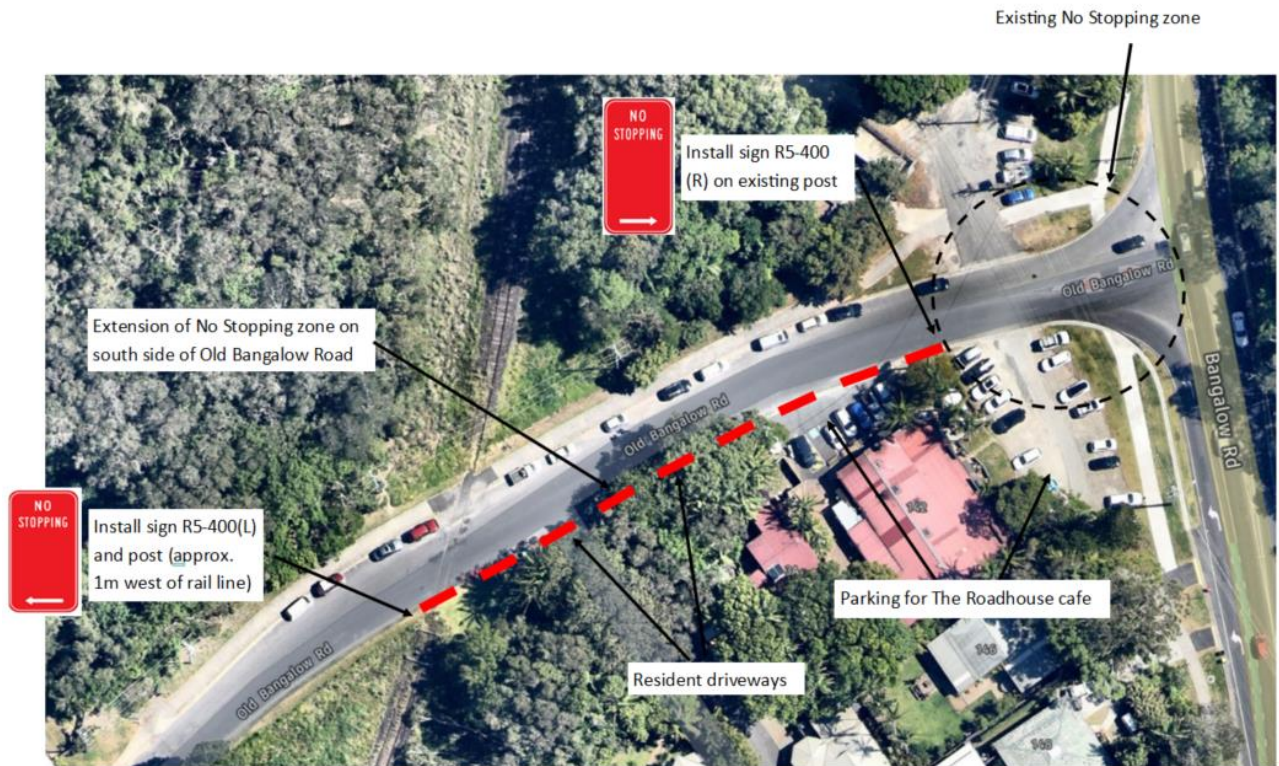 Existing No Stopping zone
NO
STOPPING
Install sign R5-400
(R) on existing post
Old Bangalow Rd
Extension of No Stopping zone on
south side of Old Bangalow Road
Bangalow Rd
Old Bangalow Rd
142
NO
STOPPING
Install sign R5-400(L)
and post (approx.
1m west of rail line)
Parking for The Roadhouse cafe
146
Resident driveways
Old Bangalow Rd
148